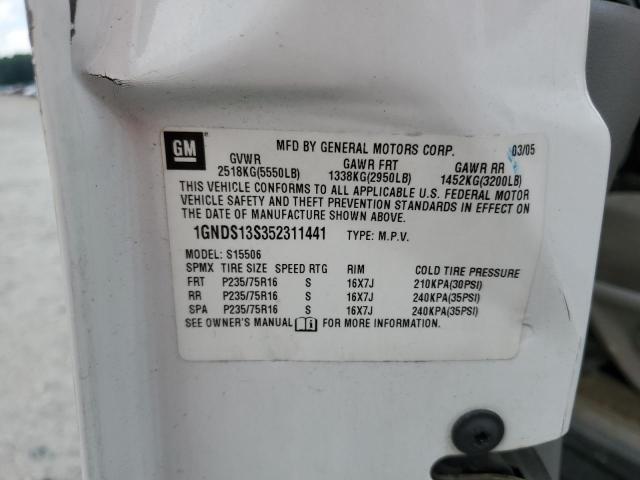 GM
MFD BY GENERAL MOTORS CORP. 03/05
GVWR GAWR FRT GAWR RR
2518KG(5550LB) 1338KG(2950LB) 1452KG(3200LB)
THIS VEHICLE CONFORMS TO ALL APPLICABLE U.S. FEDERAL MOTOR
VEHICLE SAFETY AND THEFT PREVENTION STANDARDS IN EFFECT ON
THE DATE OF MANUFACTURE SHOWN ABOVE.
1GNDS13S352311441 TYPE: M.P.V.
MODEL: S15506
SPMX TIRE SIZE SPEED RTG RIM COLD TIRE PRESSURE
FRT P235/75R16 S 16X7J 210KPA(30PSI)
RR P235/75R16 S 16X7J 240KPA(35PSI)
SPA P235/75R16 S 16X7J 240KPA(35PSI)
SEE OWNER'S MANUAL FOR MORE INFORMATION.